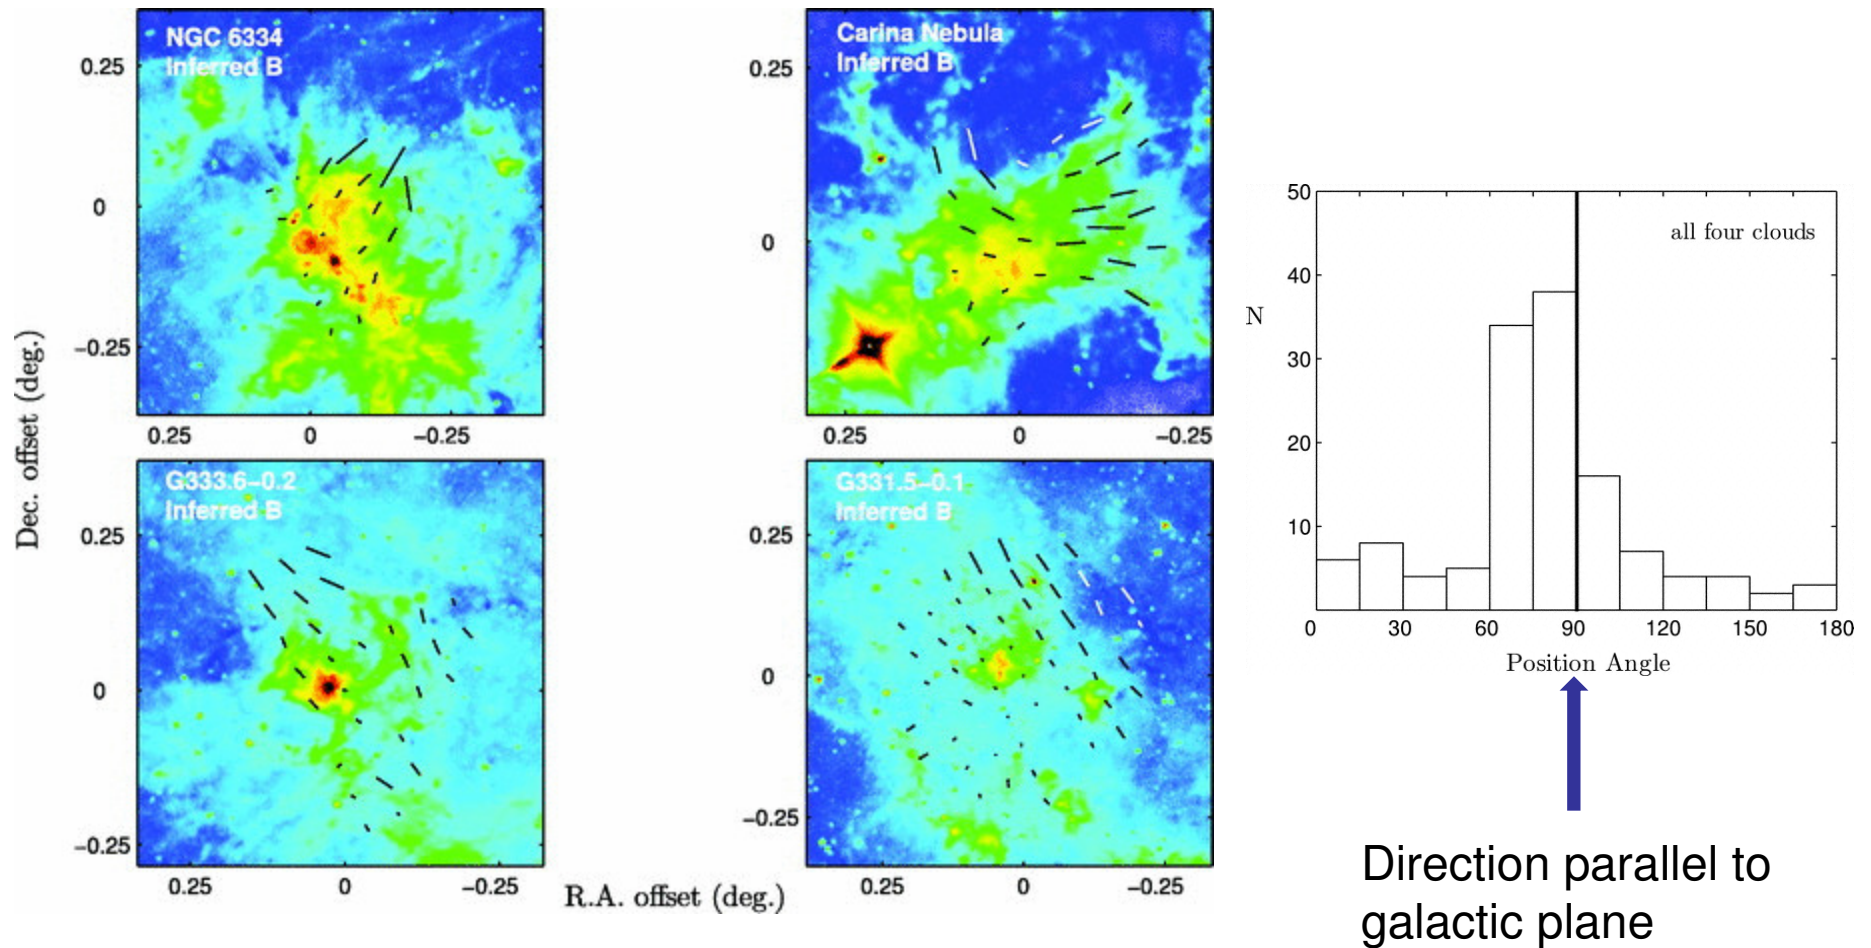 NGC 6334
Inferred B
0.25
0
−0.25
0.25
0
−0.25
Carina Nebula
Inferred B
0.25
0
0.25
0
−0.25
G333.6−0.2
Inferred B
0.25
0
−0.25
0.25
0
−0.25
G331.5−0.1
Inferred B
0.25
0
−0.25
0.25
0
−0.25
Dec. offset (deg.)
R.A. offset (deg.)
all four clouds
N
50
40
30
20
10
0
30
60
90
120
150
180
Position Angle
Direction parallel to
galactic plane